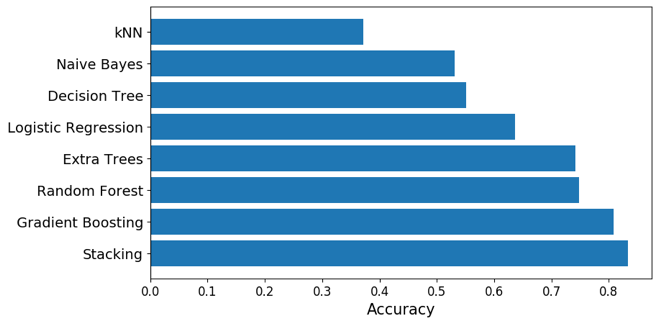 kNN
Naive Bayes
Decision Tree
Logistic Regression
Extra Trees
Random Forest
Gradient Boosting
Stacking
0.0 0.1 0.2 0.3 0.4 0.5 0.6 0.7 0.8
Accuracy